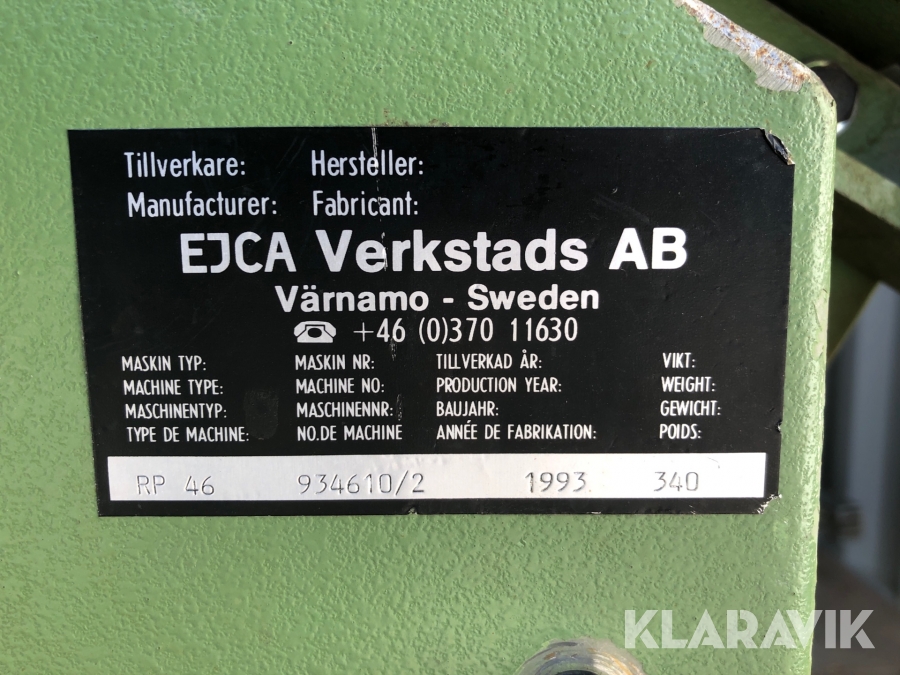 Tillverkare: Hersteller:
Manufacturer: Fabricant:
EJCA Verkstads AB
Värnamo - Sweden
+46 (0)370 11630
MASKIN TYP: MASKIN NR: TILLVERKAD ÅR: VIKT:
MACHINE TYPE: MACHINE NO: PRODUCTION YEAR: WEIGHT:
MASCHINENTYP: MASCHINENNR: BAUJAHR: GEWICHT:
TYPE DE MACHINE: NO.DE MACHINE ANNÉE DE FABRIKATION: POIDS:
RP 46 934610/2 1993 340
KLARAVIK